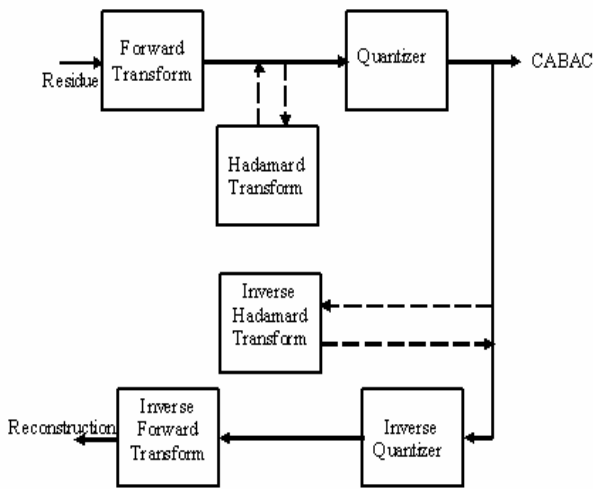 Forward
Transform
Residue
Quantizer
CABAC
Hadamard
Transform
Inverse
Hadamard
Transform
Reconstruction
Inverse
Forward
Transform
Inverse
Quantizer